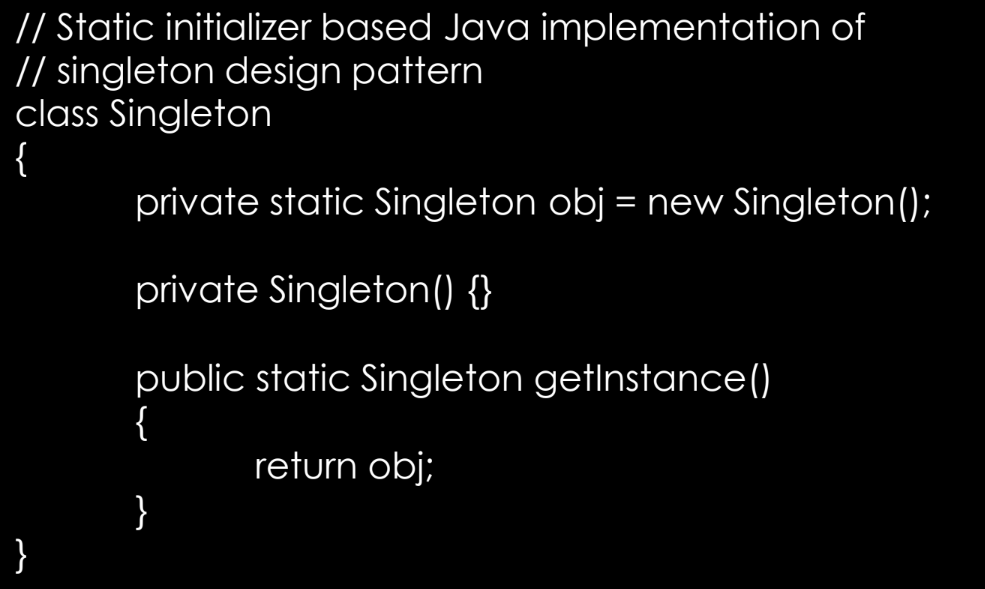 // Static initializer based Java implementation of
// singleton design pattern
class Singleton
{
private static Singleton obj = new Singleton();
private Singleton() {}
public static Singleton getInstance()
{
return obj;
}
}